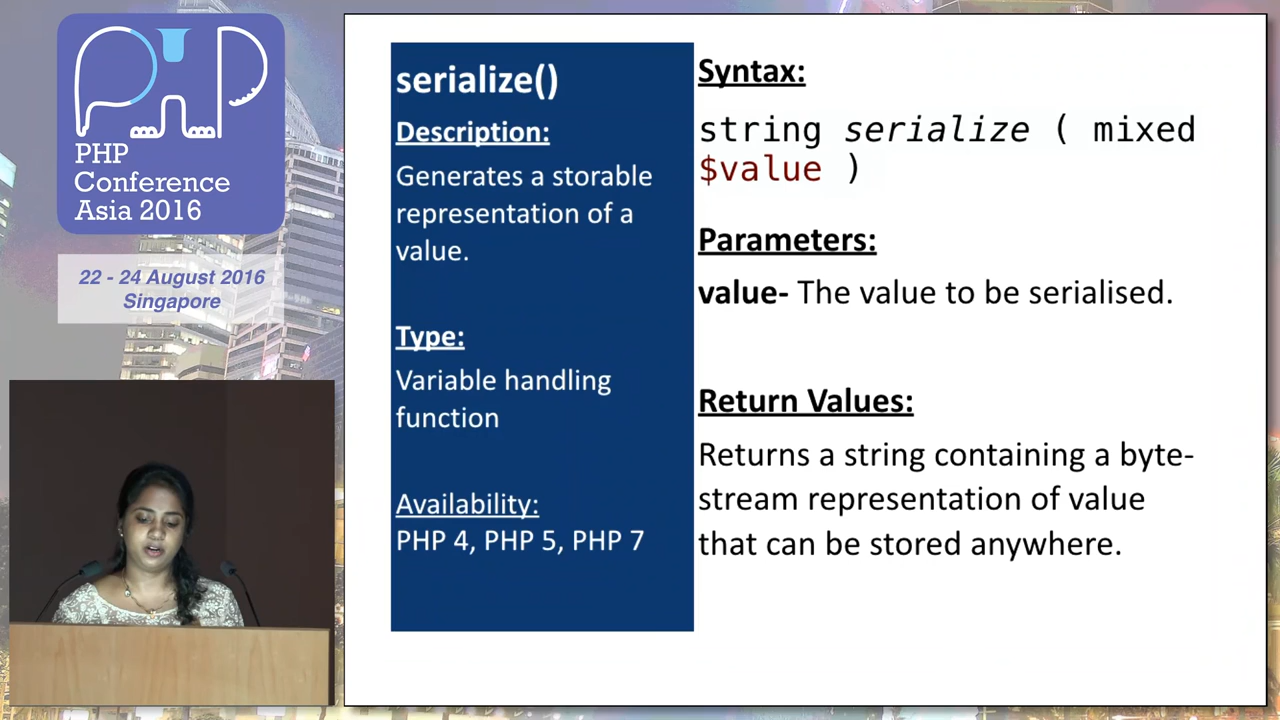 PHP
PHP
Conference
Asia 2016
22 - 24 August 2016
Singapore
serialize()
Description:
Generates a storable
representation of a
value.
Type:
Variable handling
function
Availability:
PHP 4, PHP 5, PHP 7
Syntax:
string serialize ( mixed
$value )
Parameters:
value- The value to be serialised.
Return Values:
Returns a string containing a byte-
stream representation of value
that can be stored anywhere.